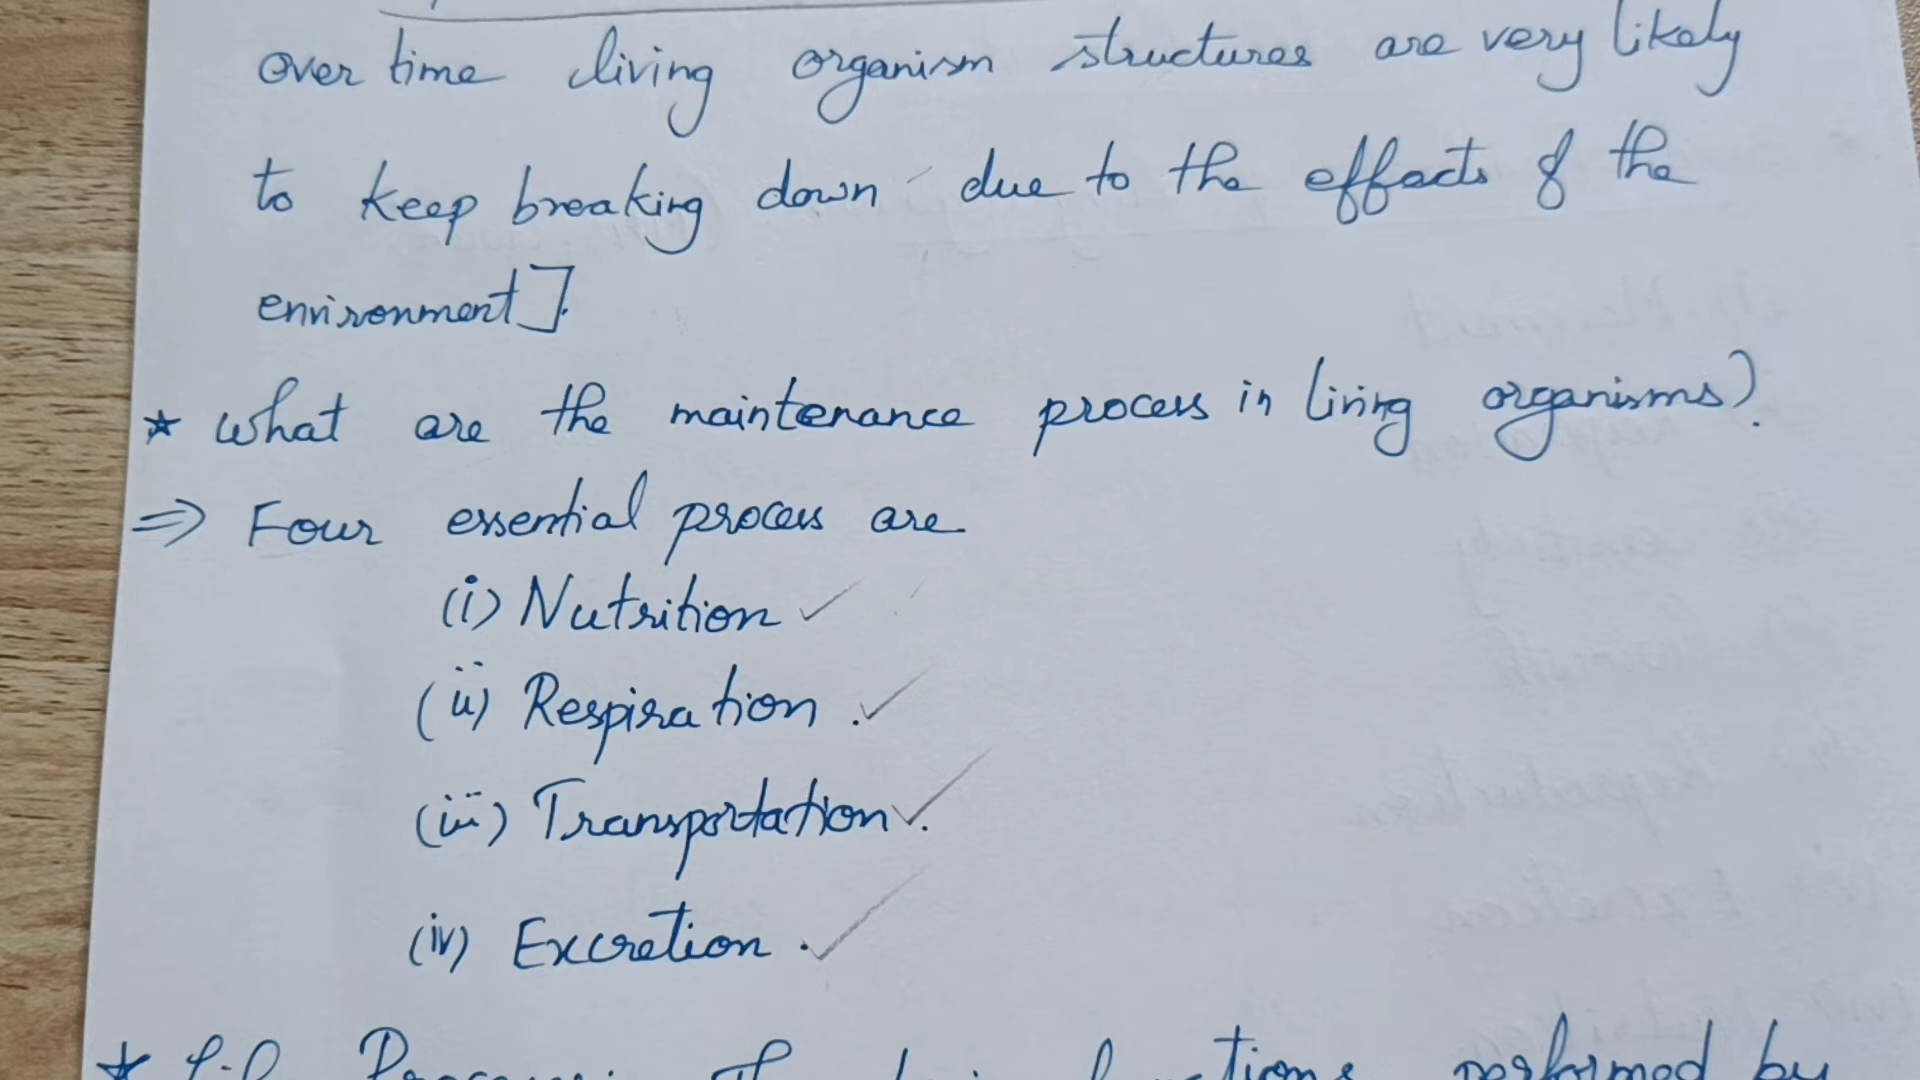 over time living organism structures are very likely
to keep breaking down due to the effects of the
environment].
★ What are the maintenance process in living organisms?
⇒ Four essential process are
(i) Nutrition ✓
(ii) Respiration . ✓
(iii) Transportation ✓.
(iv) Excretion . ✓
★ performed by